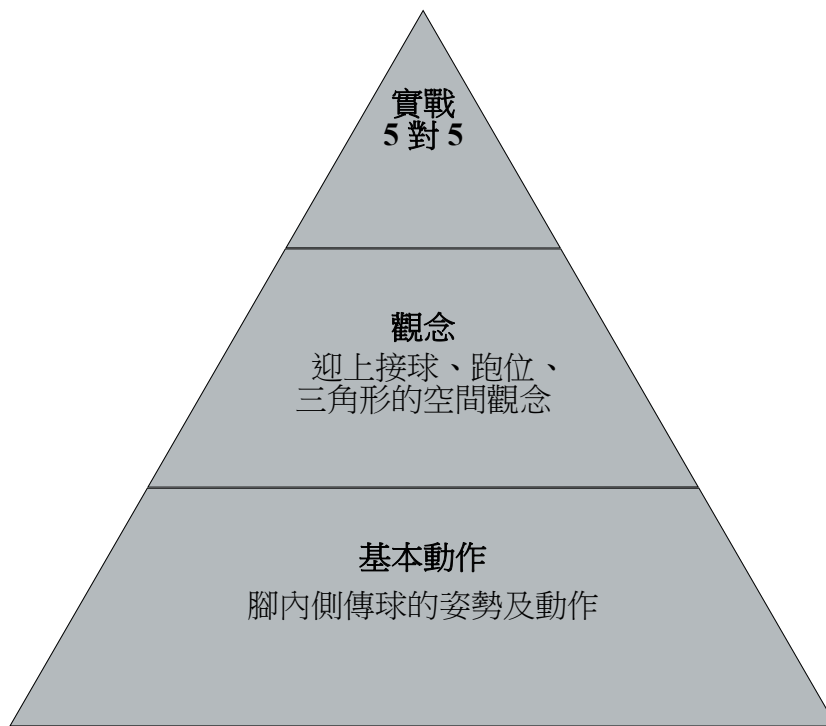 實戰
5 對 5
觀念
迎上接球、跑位、
三角形的空間觀念
基本動作
腳內側傳球的姿勢及動作